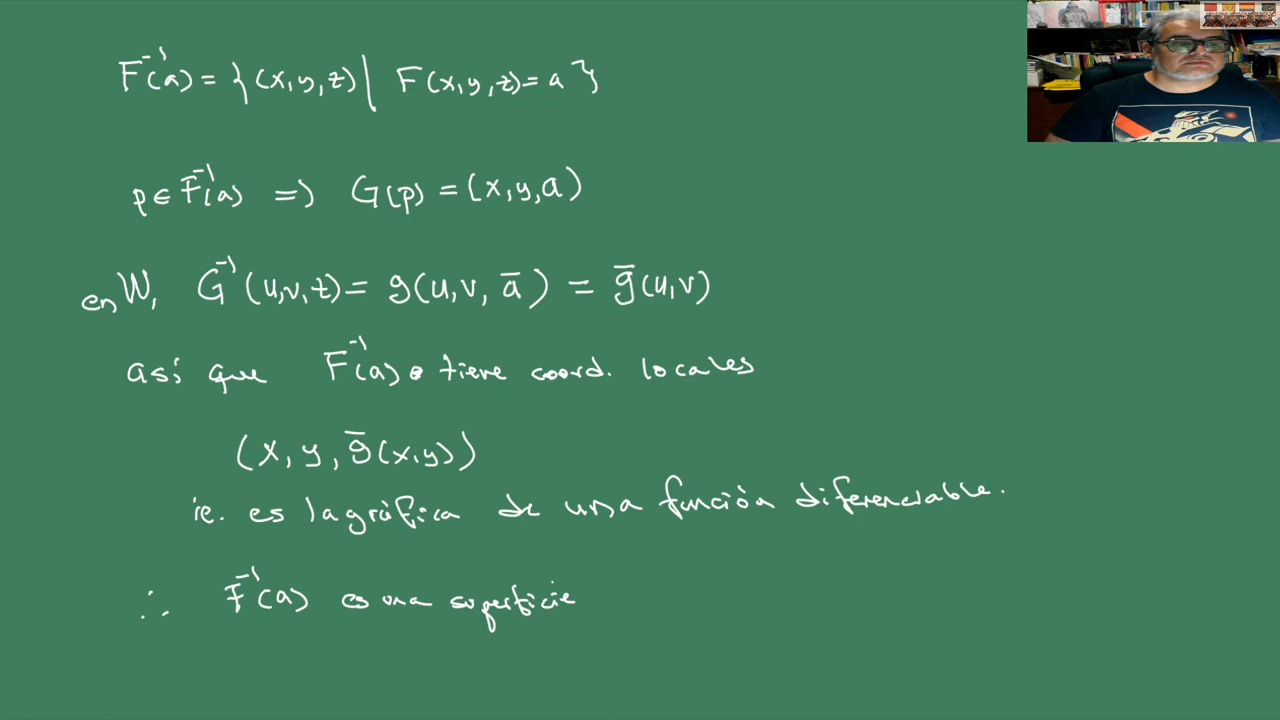 F⁻¹(a) = {(x,y,z) | F(x,y,z) = a}
p ∈ F⁻¹(a) => G(p) = (x,y,a)
en W, G⁻¹(u,v,z) = g(u,v, a̅) = g̅(u,v)
así que F⁻¹(a) tiene coord. locales
(x, y, g̅(x,y))
ie. es la gráfica de una función diferenciable.
∴ F⁻¹(a) es una superficie